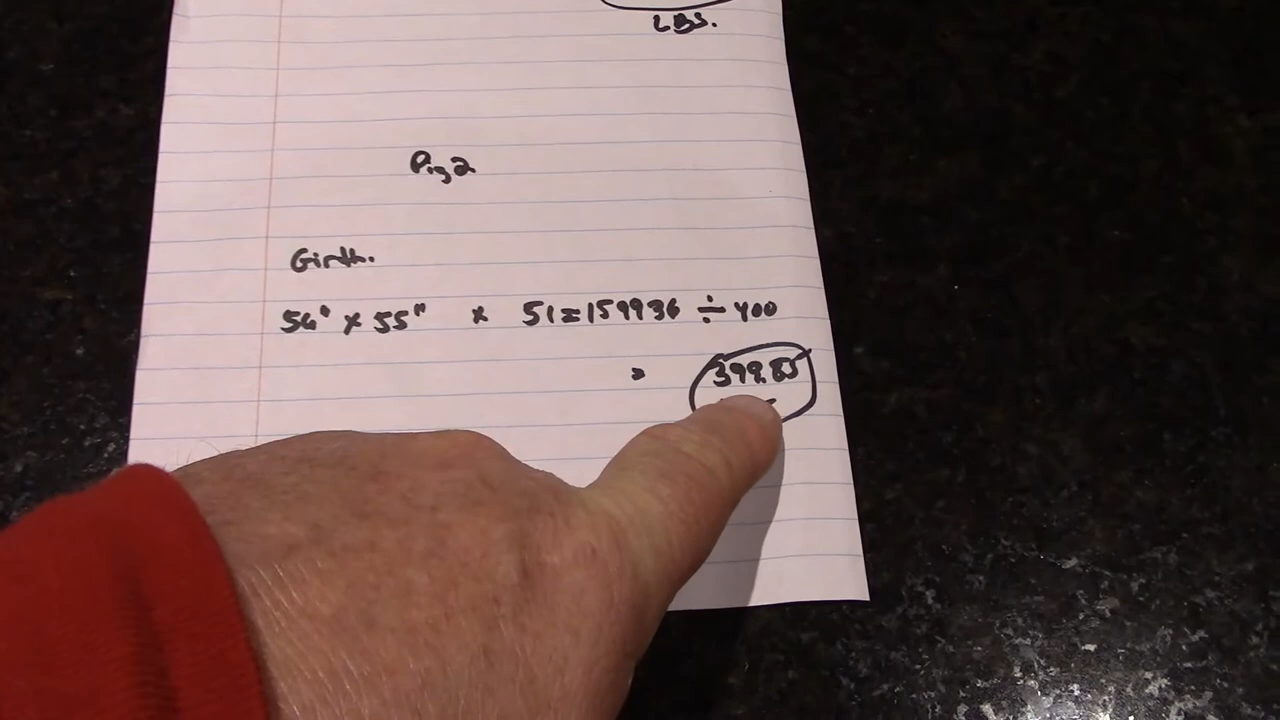 LBS.
Pig 2
Girth.
56" x 55" x 51=159936 ÷ 400
= 399.85